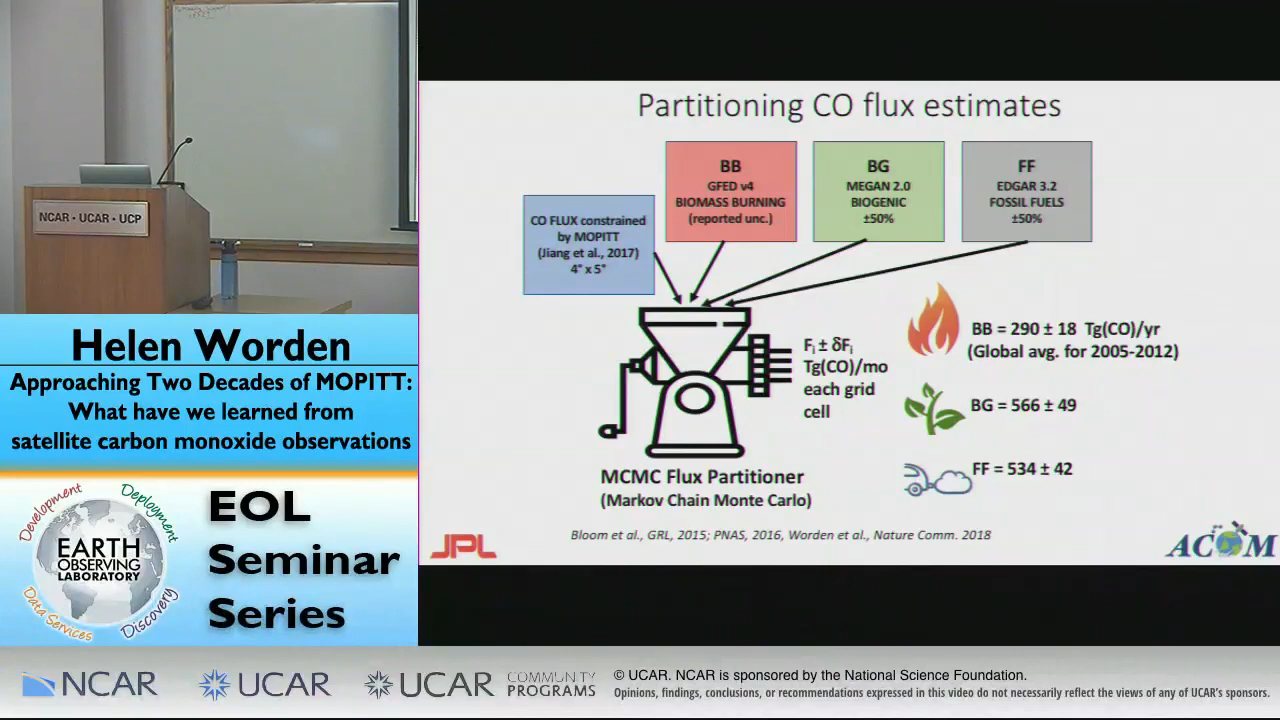 NCAR • UCAR • UCP
Helen Worden
Approaching Two Decades of MOPITT:
What have we learned from
satellite carbon monoxide observations
Development
Deployment
EARTH
OBSERVING
LABORATORY
Data Services
Discovery
EOL
Seminar
Series
Partitioning CO flux estimates
CO FLUX constrained
by MOPITT
(Jiang et al., 2017)
4° x 5°
BB
GFED v4
BIOMASS BURNING
(reported unc.)
BG
MEGAN 2.0
BIOGENIC
±50%
FF
EDGAR 3.2
FOSSIL FUELS
±50%
Fi ± δFi
Tg(CO)/mo
each grid
cell
MCMC Flux Partitioner
(Markov Chain Monte Carlo)
BB = 290 ± 18 Tg(CO)/yr
(Global avg. for 2005-2012)
BG = 566 ± 49
FF = 534 ± 42
Bloom et al., GRL, 2015; PNAS, 2016, Worden et al., Nature Comm. 2018
JPL
ACOM
NCAR
UCAR
UCAR
COMMUNITY
PROGRAMS
© UCAR. NCAR is sponsored by the National Science Foundation.
Opinions, findings, conclusions, or recommendations expressed in this video do not necessarily reflect the views of any of UCAR's sponsors.